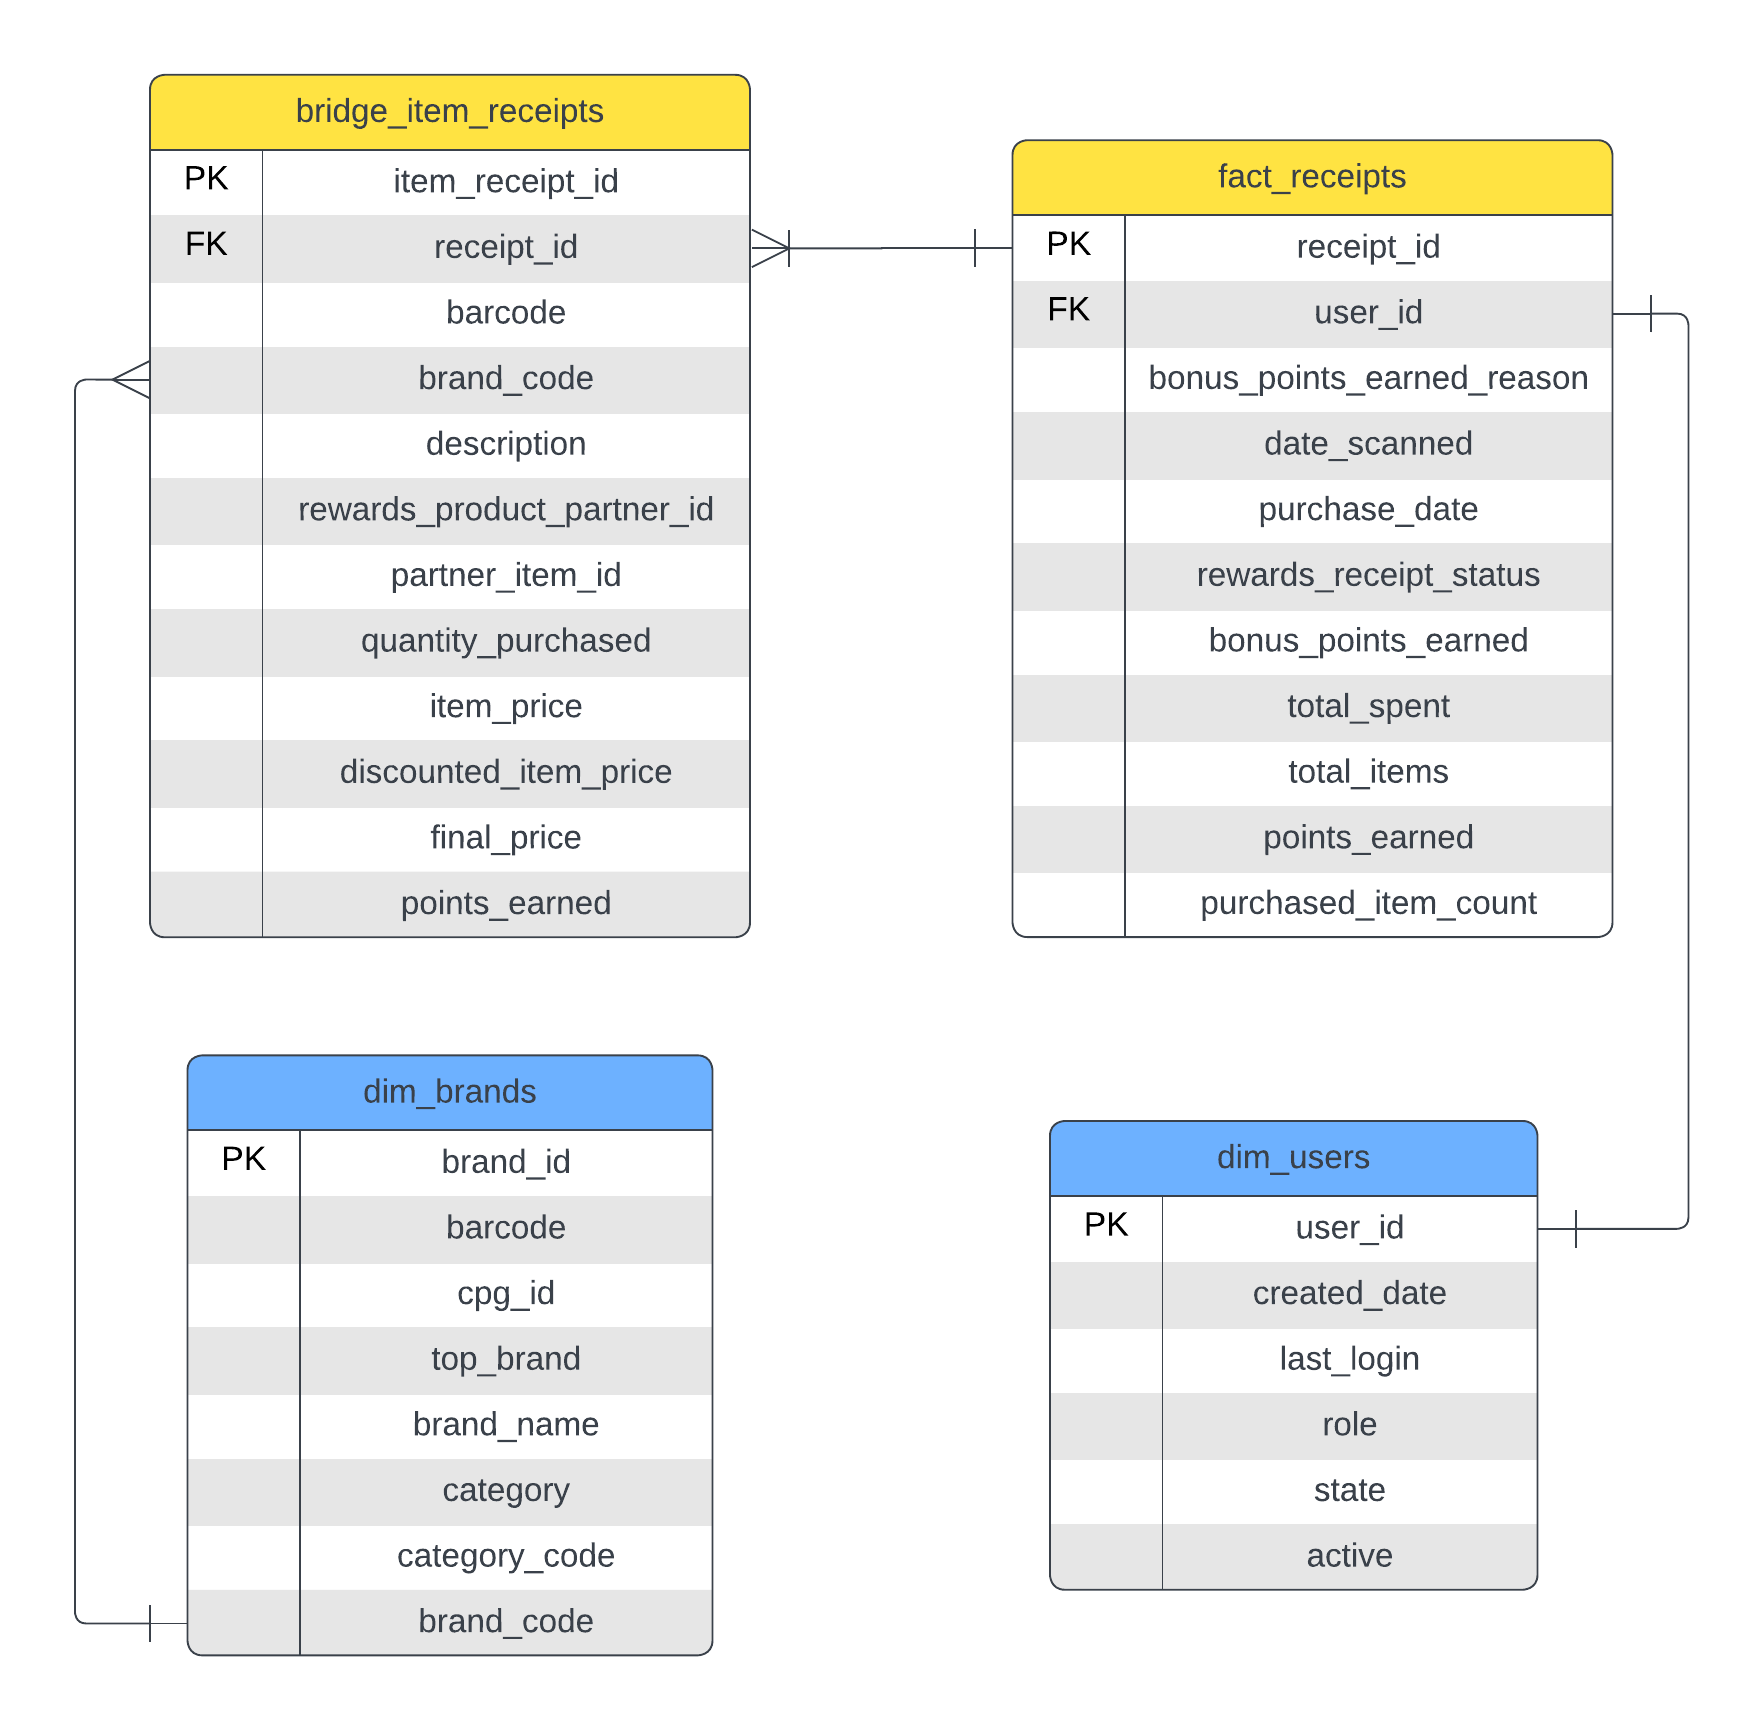 bridge_item_receipts
PK item_receipt_id
FK receipt_id
barcode
brand_code
description
rewards_product_partner_id
partner_item_id
quantity_purchased
item_price
discounted_item_price
final_price
points_earned
fact_receipts
PK receipt_id
FK user_id
bonus_points_earned_reason
date_scanned
purchase_date
rewards_receipt_status
bonus_points_earned
total_spent
total_items
points_earned
purchased_item_count
dim_brands
PK brand_id
barcode
cpg_id
top_brand
brand_name
category
category_code
brand_code
dim_users
PK user_id
created_date
last_login
role
state
active